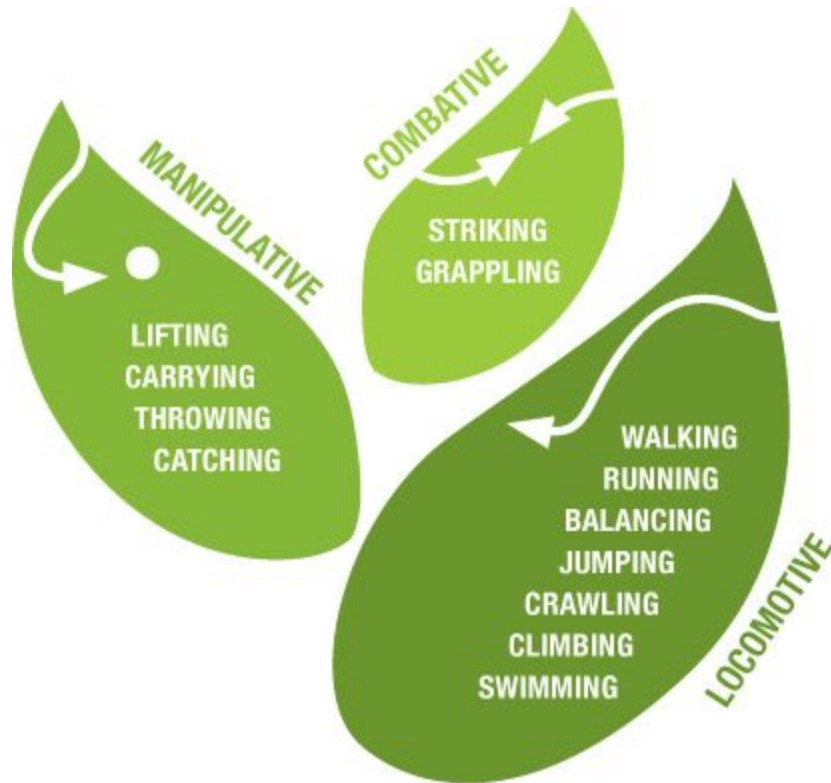 MANIPULATIVE
LIFTING
CARRYING
THROWING
CATCHING
COMBATIVE
STRIKING
GRAPPLING
LOCOMOTIVE
WALKING
RUNNING
BALANCING
JUMPING
CRAWLING
CLIMBING
SWIMMING